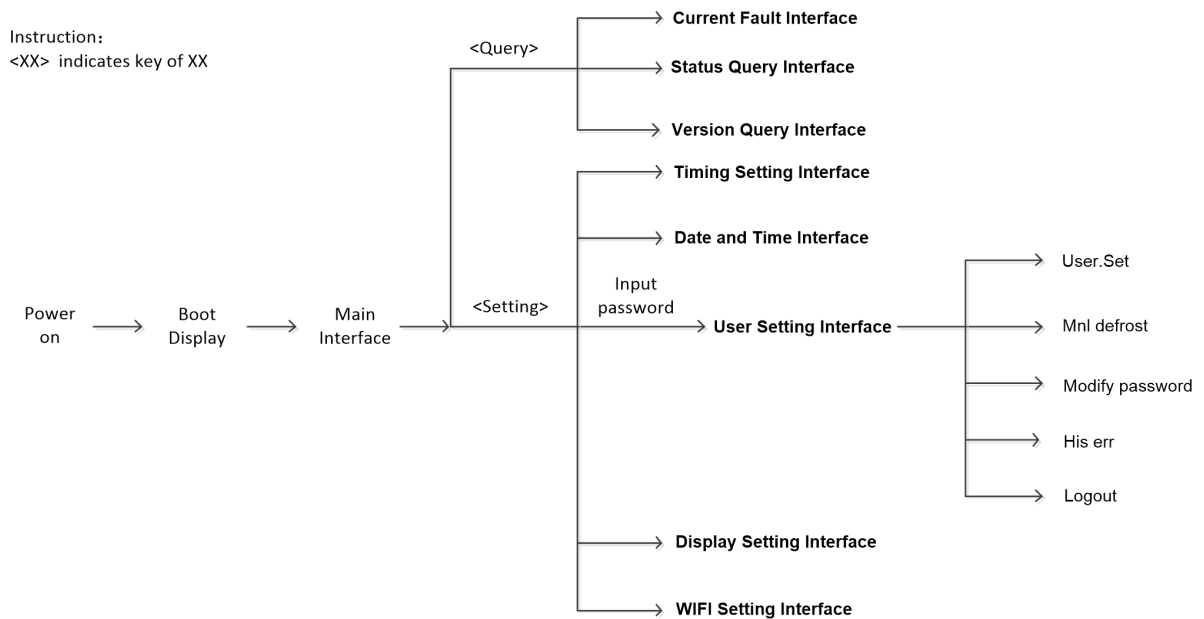 Instruction：
<XX> indicates key of XX
<Query>
Current Fault Interface
Status Query Interface
Version Query Interface
Timing Setting Interface
Date and Time Interface
Power
on
Boot
Display
Main
Interface
<Setting>
Input
password
User Setting Interface
User.Set
Mnl defrost
Modify password
His err
Logout
Display Setting Interface
WIFI Setting Interface